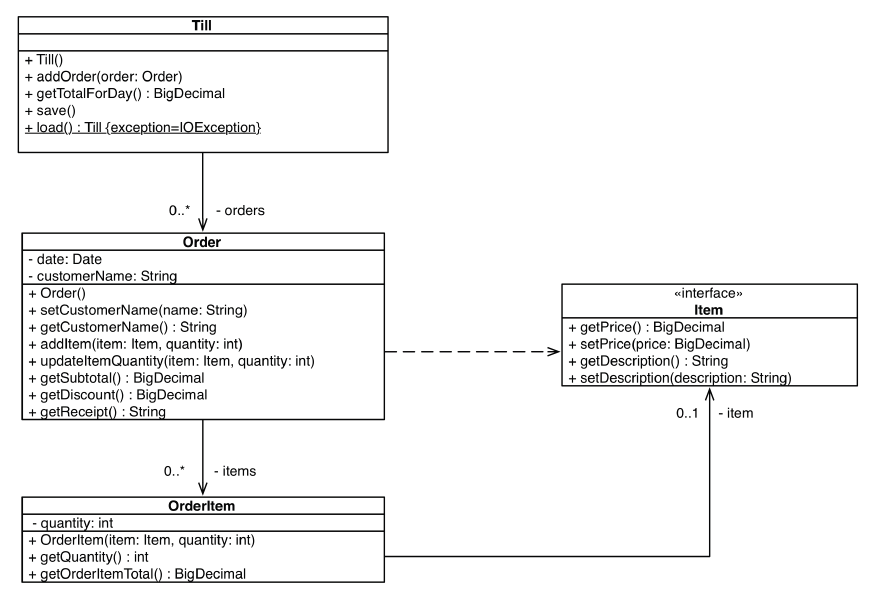 Till
+ Till()
+ addOrder(order: Order)
+ getTotalForDay() : BigDecimal
+ save()
+ load() : Till {exception=IOException}
0..* - orders
Order
- date: Date
- customerName: String
+ Order()
+ setCustomerName(name: String)
+ getCustomerName() : String
+ addItem(item: Item, quantity: int)
+ updateItemQuantity(item: Item, quantity: int)
+ getSubtotal() : BigDecimal
+ getDiscount() : BigDecimal
+ getReceipt() : String
«interface»
Item
+ getPrice() : BigDecimal
+ setPrice(price: BigDecimal)
+ getDescription() : String
+ setDescription(description: String)
0..1 - item
0..* - items
OrderItem
- quantity: int
+ OrderItem(item: Item, quantity: int)
+ getQuantity() : int
+ getOrderItemTotal() : BigDecimal